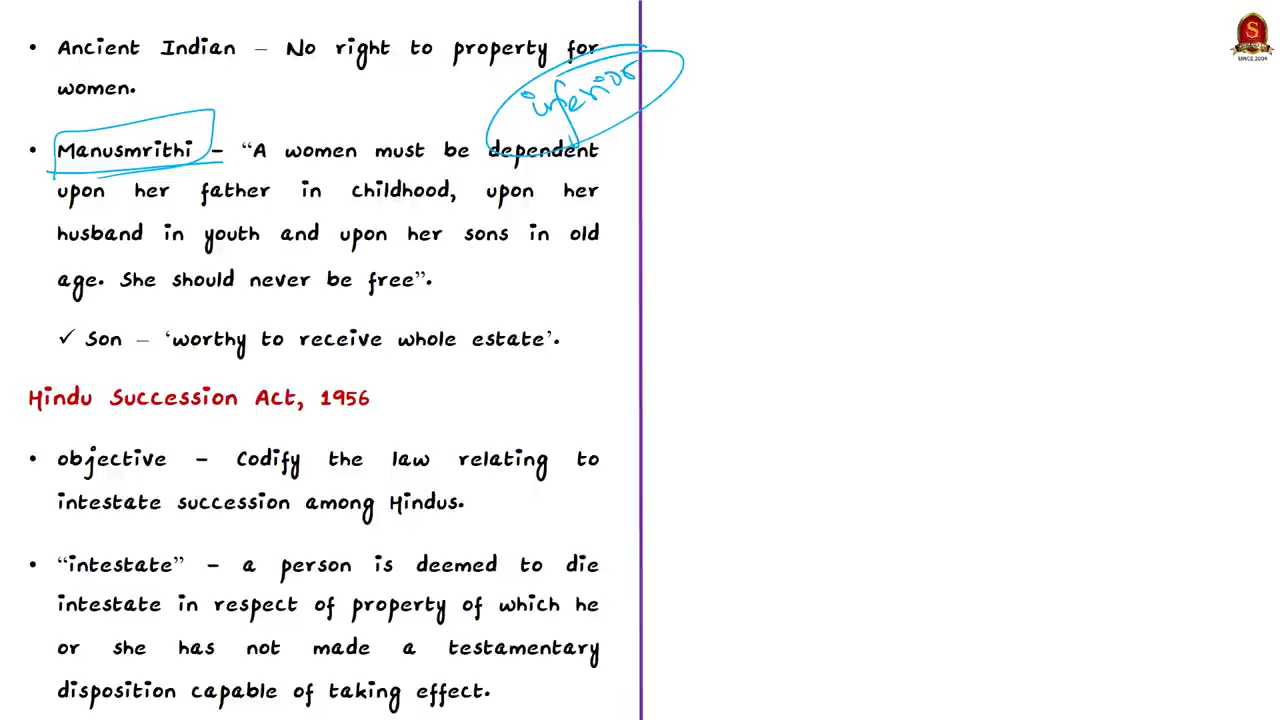 • Ancient Indian – No right to property for
women.
inferior
• Manusmrithi – “A women must be dependent
upon her father in childhood, upon her
husband in youth and upon her sons in old
age. She should never be free”.
✓ Son – ‘worthy to receive whole estate’.
Hindu Succession Act, 1956
• objective – Codify the law relating to
intestate succession among Hindus.
• “intestate” – a person is deemed to die
intestate in respect of property of which he
or she has not made a testamentary
disposition capable of taking effect.
S
SINCE 2004